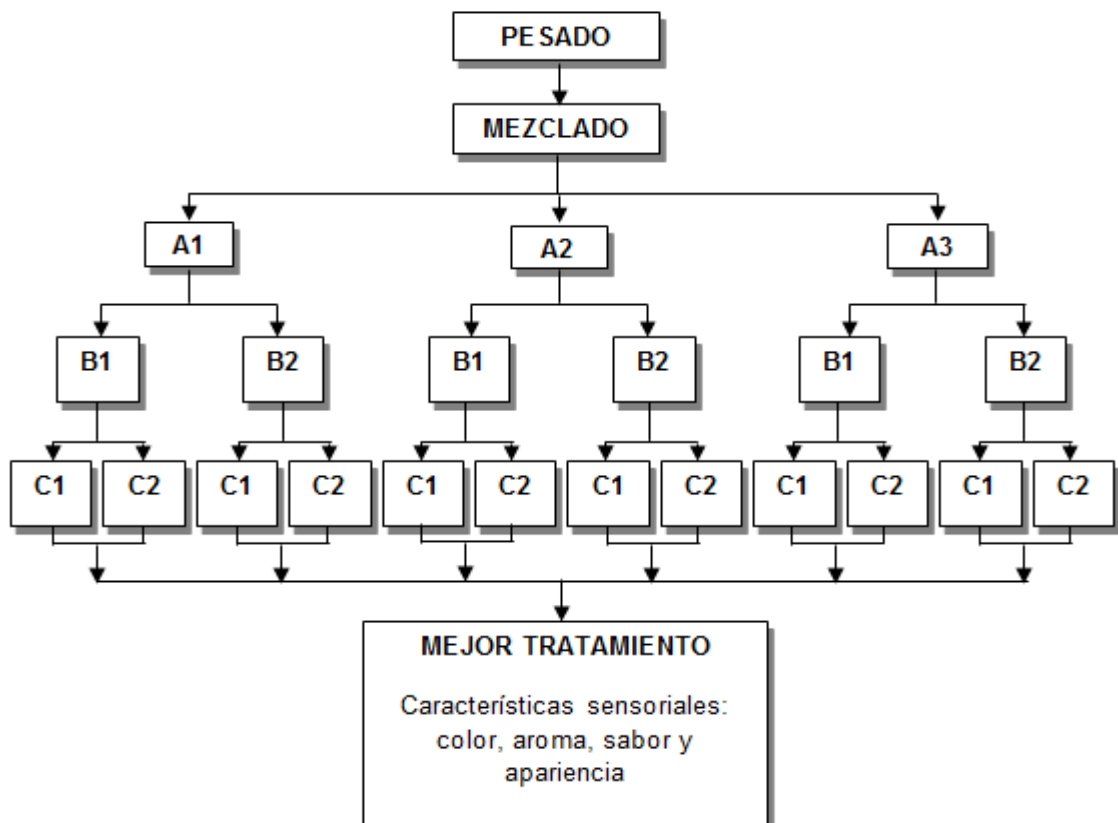 PESADO
MEZCLADO
A1
A2
A3
B1
B2
B1
B2
B1
B2
C1
C2
C1
C2
C1
C2
C1
C2
C1
C2
C1
C2
MEJOR TRATAMIENTO
Característícas sensoriales:
color, aroma, sabor y
apariencia